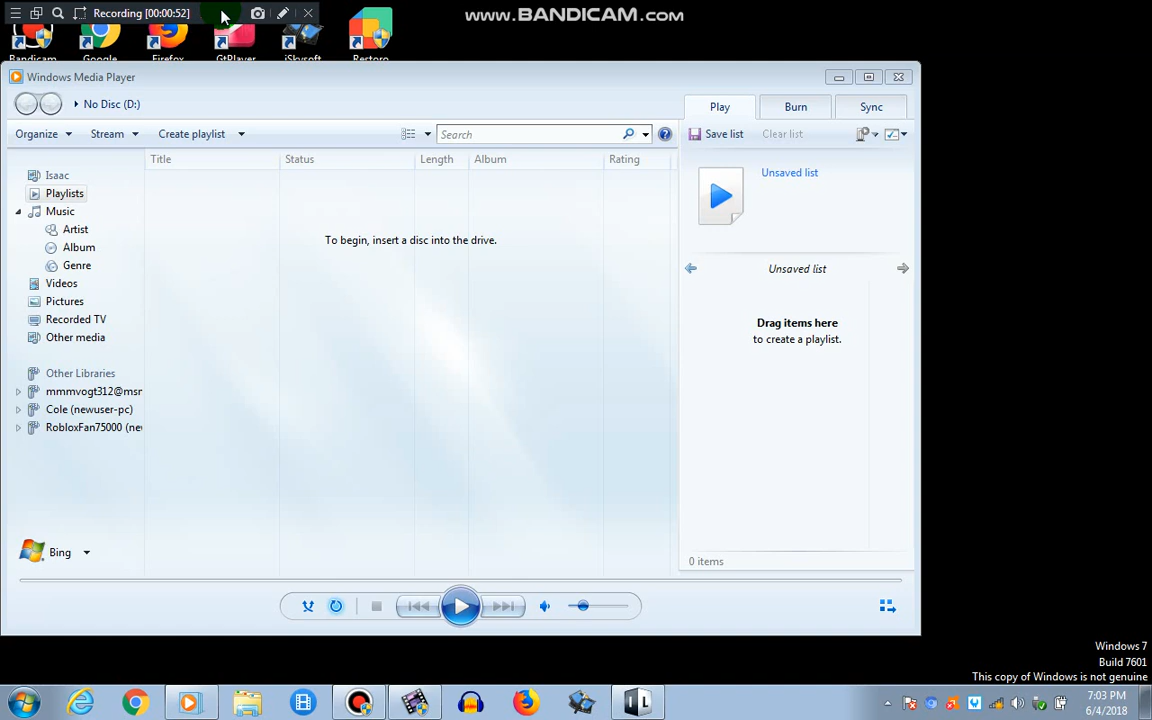 Recording [00:00:52]
www.BANDICAM.com
Bandicam
Google
Firefox
GtPlayer
iSkysoft
Restoro
Windows Media Player
No Disc (D:)
Play
Burn
Sync
Organize
Stream
Create playlist
Search
Save list
Clear list
Title
Status
Length
Album
Rating
Isaac
Playlists
Music
Artist
Album
Genre
Videos
Pictures
Recorded TV
Other media
Other Libraries
mmmvogt312@msn
Cole (newuser-pc)
RobloxFan75000 (nev
To begin, insert a disc into the drive.
Unsaved list
Unsaved list
Drag items here
to create a playlist.
0 items
Bing
Windows 7
Build 7601
This copy of Windows is not genuine
7:03 PM
6/4/2018